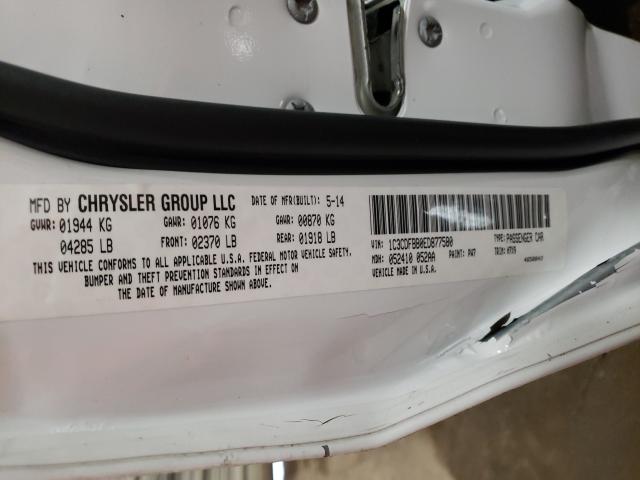 MFD BY CHRYSLER GROUP LLC DATE OF MFR(BUILT): 5-14
GVWR: 01944 KG GAWR: 01076 KG GAWR: 00870 KG
04285 LB FRONT: 02370 LB REAR: 01918 LB
THIS VEHICLE CONFORMS TO ALL APPLICABLE U.S.A. FEDERAL MOTOR VEHICLE SAFETY,
BUMPER AND THEFT PREVENTION STANDARDS IN EFFECT ON
THE DATE OF MANUFACTURE SHOWN ABOVE.
VIN: 1C3CDFBB0ED877580 TYPE: PASSENGER CAR
MDH: 052410 052AA PAINT: PW7 TRIM:
VEHICLE MADE IN U.S.A.